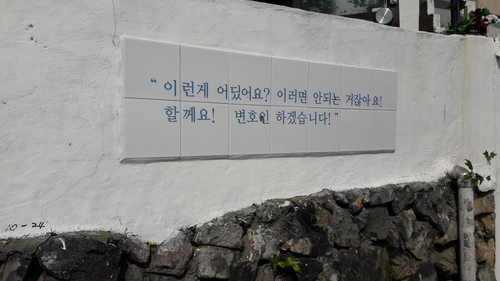 “이런게 어딨어요? 이러면 안되는 거잖아요!
할께요! 변호인 하겠습니다!”
10-24